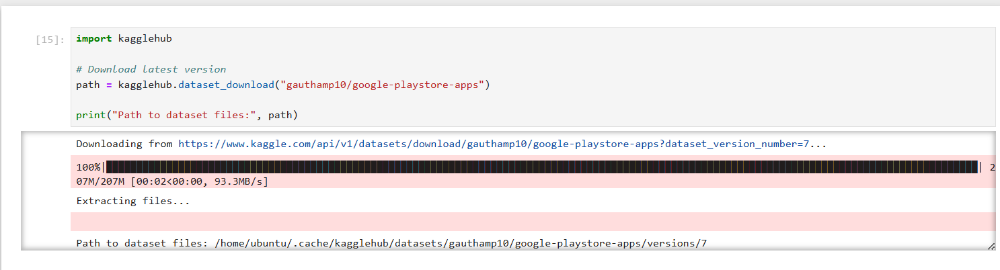 [15]:
import kagglehub
# Download latest version
path = kagglehub.dataset_download("gauthamp10/google-playstore-apps")
print("Path to dataset files:", path)
Downloading from https://www.kaggle.com/api/v1/datasets/download/gauthamp10/google-playstore-apps?dataset_version_number=7...
100%|██████████| 2
07M/207M [00:02<00:00, 93.3MB/s]
Extracting files...
Path to dataset files: /home/ubuntu/.cache/kagglehub/datasets/gauthamp10/google-playstore-apps/versions/7